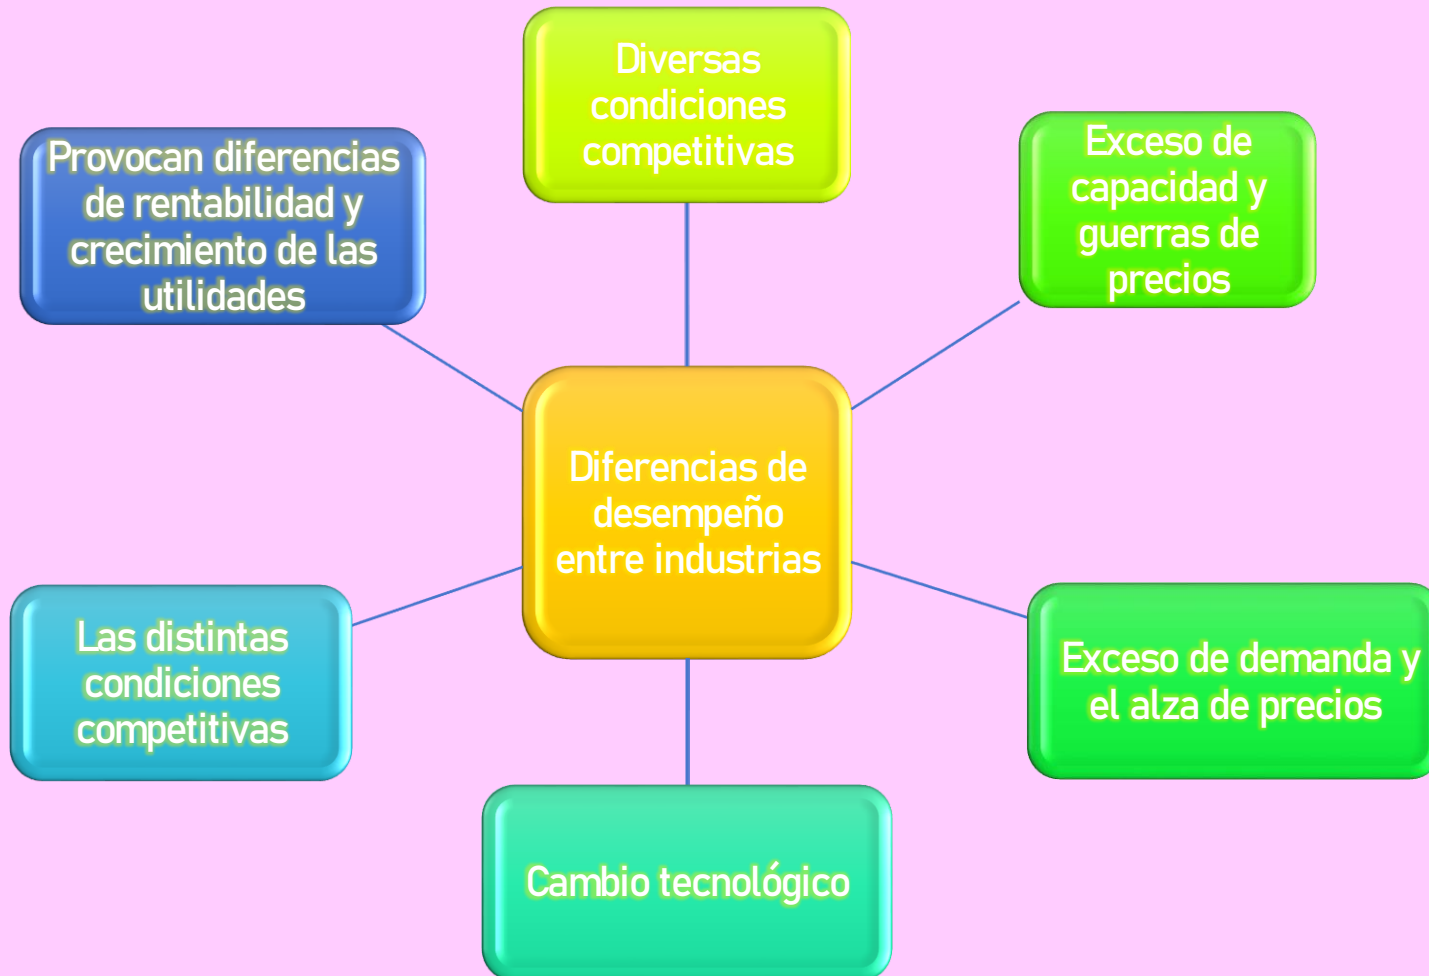 Diversas
condiciones
competitivas
Exceso de
capacidad y
guerras de
precios
Exceso de demanda y
el alza de precios
Cambio tecnológico
Las distintas
condiciones
competitivas
Provocan diferencias
de rentabilidad y
crecimiento de las
utilidades
Diferencias de
desempeño
entre industrias